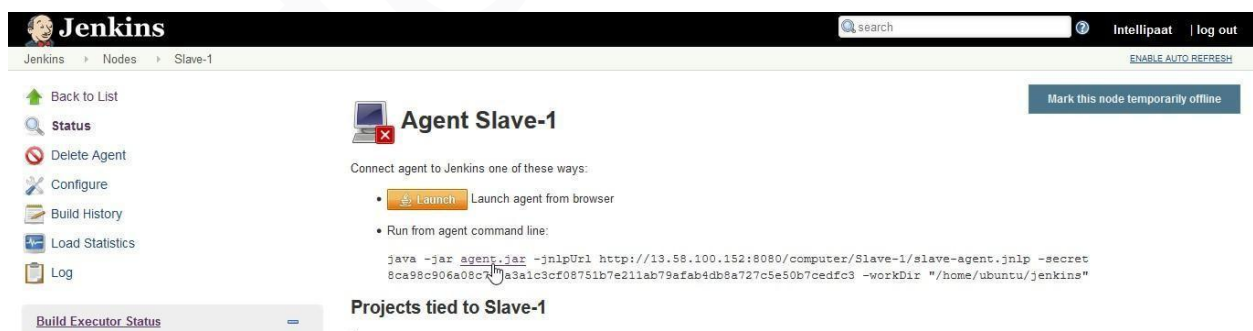 Jenkins
search
Intellipaat | log out
Jenkins Nodes Slave-1
ENABLE AUTO REFRESH
Back to List
Status
Delete Agent
Configure
Build History
Load Statistics
Log
Build Executor Status
Mark this node temporarily offline
Agent Slave-1
Connect agent to Jenkins one of these ways:
Launch Launch agent from browser
Run from agent command line:
java -jar agent.jar -jnlpUrl http://13.58.100.152:8080/computer/Slave-1/slave-agent.jnlp -secret
-workDir "/home/ubuntu/jenkins"
Projects tied to Slave-1